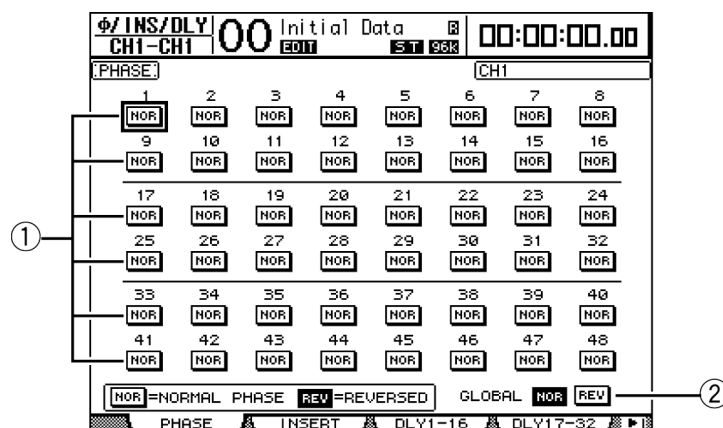 φ/INS/DLY 00 Initial Data R 00:00:00.00
CH1-CH1 EDIT ST 96k
PHASE CH1
1 2 3 4 5 6 7 8
NOR NOR NOR NOR NOR NOR NOR NOR
9 10 11 12 13 14 15 16
NOR NOR NOR NOR NOR NOR NOR NOR
17 18 19 20 21 22 23 24
NOR NOR NOR NOR NOR NOR NOR NOR
1
25 26 27 28 29 30 31 32
NOR NOR NOR NOR NOR NOR NOR NOR
33 34 35 36 37 38 39 40
NOR NOR NOR NOR NOR NOR NOR NOR
41 42 43 44 45 46 47 48
NOR NOR NOR NOR NOR NOR NOR NOR
NOR=NORMAL PHASE REV=REVERSED GLOBAL NOR REV 2
PHASE INSERT DLY1-16 DLY17-32